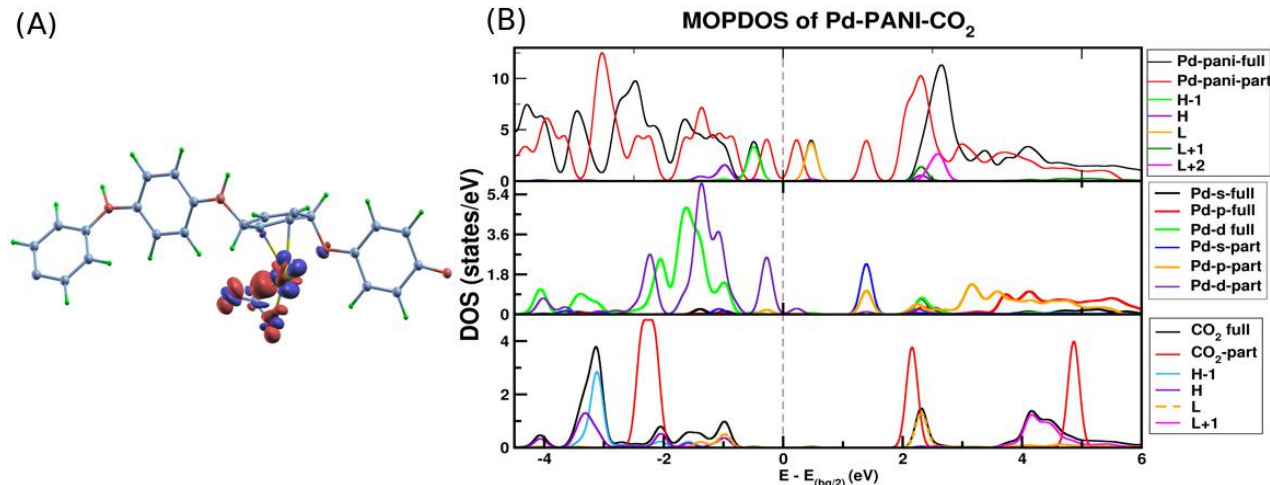 (A)
(B)
MOPDOS of Pd-PANI-CO₂
DOS (states/eV)
10
5
0
Pd-pani-full
Pd-pani-part
H-1
H
L
L+1
L+2
5.4
3.6
1.8
0
Pd-s-full
Pd-p-full
Pd-d full
Pd-s-part
Pd-p-part
Pd-d-part
4
2
0
CO₂ full
CO₂-part
H-1
H
L
L+1
-4 -2 0 2 4 6
E - E(bg/2) (eV)